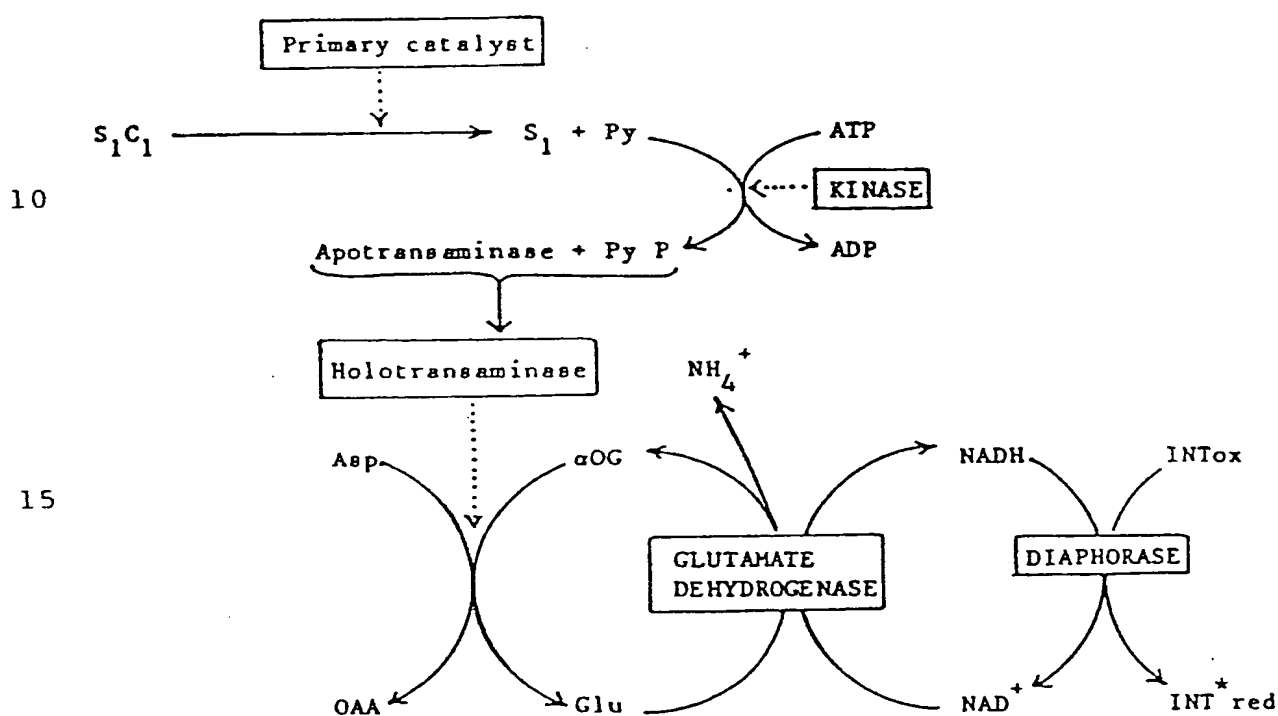 Primary catalyst
S₁C₁ S₁ + Py ATP
10 KINASE
Apotransaminase + Py P ADP
Holotransaminase NH₄⁺
Asp αOG NADH INTox
15
GLUTAMATE DIAPHORASE
DEHYDROGENASE
OAA Glu NAD⁺ INT*red